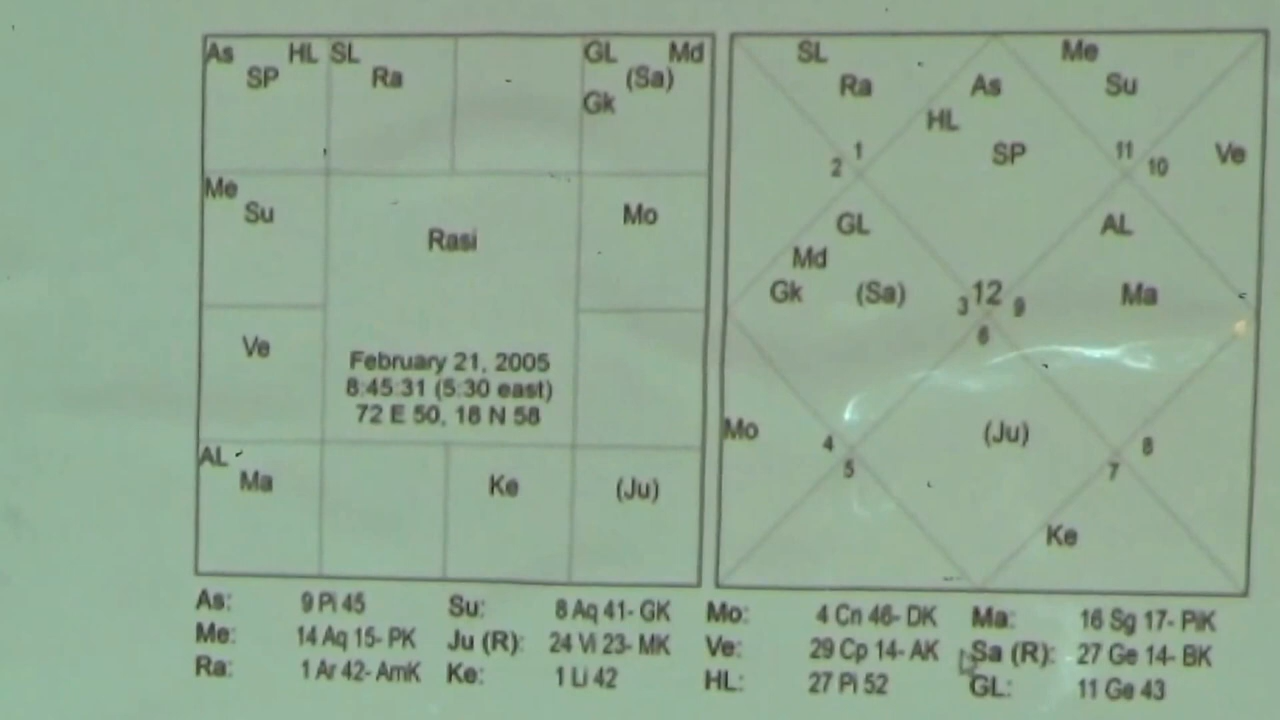 As HL
SP
SL
Ra
GL Md
(Sa)
Gk
Me
Su
Rasi
Mo
Ve
February 21, 2005
8:45:31 (5:30 east)
72 E 50, 18 N 58
AL
Ma
Ke
(Ju)
SL
Ra
As
HL
SP
Me
Su
2 1
11 10
Ve
GL
Md
Gk (Sa)
AL
Ma
3 12 9
6
Mo
4
5
(Ju)
8
7
Ke
As: 9 Pi 45 Su: 8 Aq 41- GK Mo: 4 Cn 46- DK Ma: 16 Sg 17- PiK
Me: 14 Aq 15- PK Ju (R): 24 Vi 23- MK Ve: 29 Cp 14- AK Sa (R): 27 Ge 14- BK
Ra: 1 Ar 42- AmK Ke: 1 Li 42 HL: 27 Pi 52 GL: 11 Ge 43